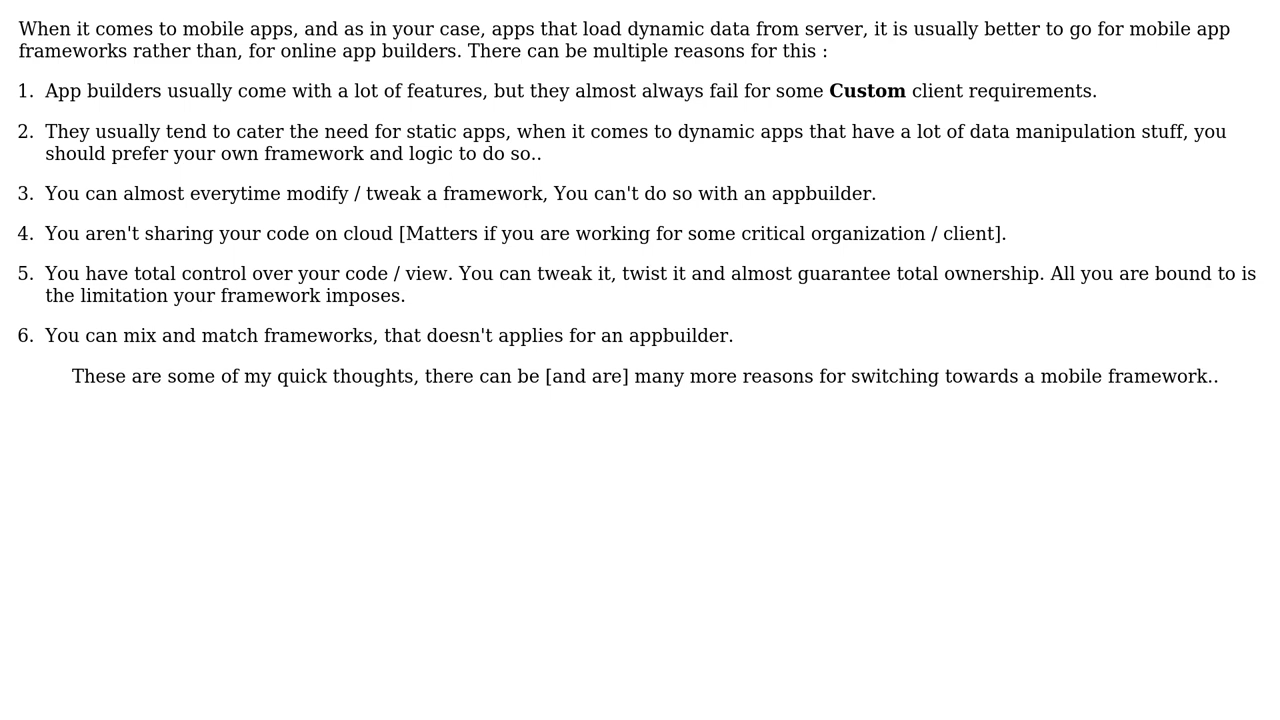 When it comes to mobile apps, and as in your case, apps that load dynamic data from server, it is usually better to go for mobile app
frameworks rather than, for online app builders. There can be multiple reasons for this :
1. App builders usually come with a lot of features, but they almost always fail for some Custom client requirements.
2. They usually tend to cater the need for static apps, when it comes to dynamic apps that have a lot of data manipulation stuff, you
should prefer your own framework and logic to do so..
3. You can almost everytime modify / tweak a framework, You can't do so with an appbuilder.
4. You aren't sharing your code on cloud [Matters if you are working for some critical organization / client].
5. You have total control over your code / view. You can tweak it, twist it and almost guarantee total ownership. All you are bound to is
the limitation your framework imposes.
6. You can mix and match frameworks, that doesn't applies for an appbuilder.
These are some of my quick thoughts, there can be [and are] many more reasons for switching towards a mobile framework..